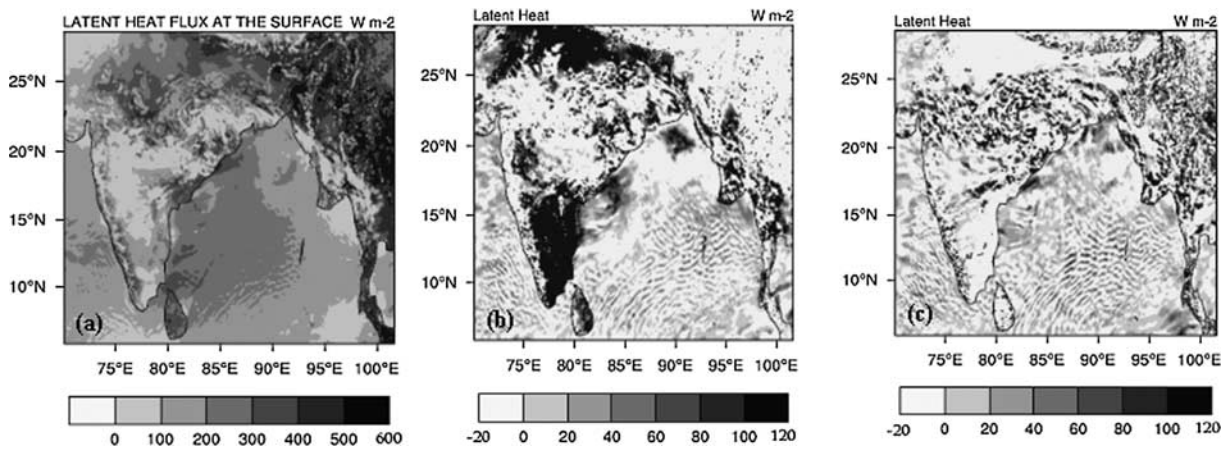 LATENT HEAT FLUX AT THE SURFACE W m-2
25°N
20°N
15°N
10°N
(a)
75°E 80°E 85°E 90°E 95°E 100°E
0 100 200 300 400 500 600
Latent Heat W m-2
25°N
20°N
15°N
10°N
(b)
75°E 80°E 85°E 90°E 95°E 100°E
-20 0 20 40 60 80 100 120
Latent Heat W m-2
25°N
20°N
15°N
10°N
(c)
75°E 80°E 85°E 90°E 95°E 100°E
-20 0 20 40 60 80 100 120